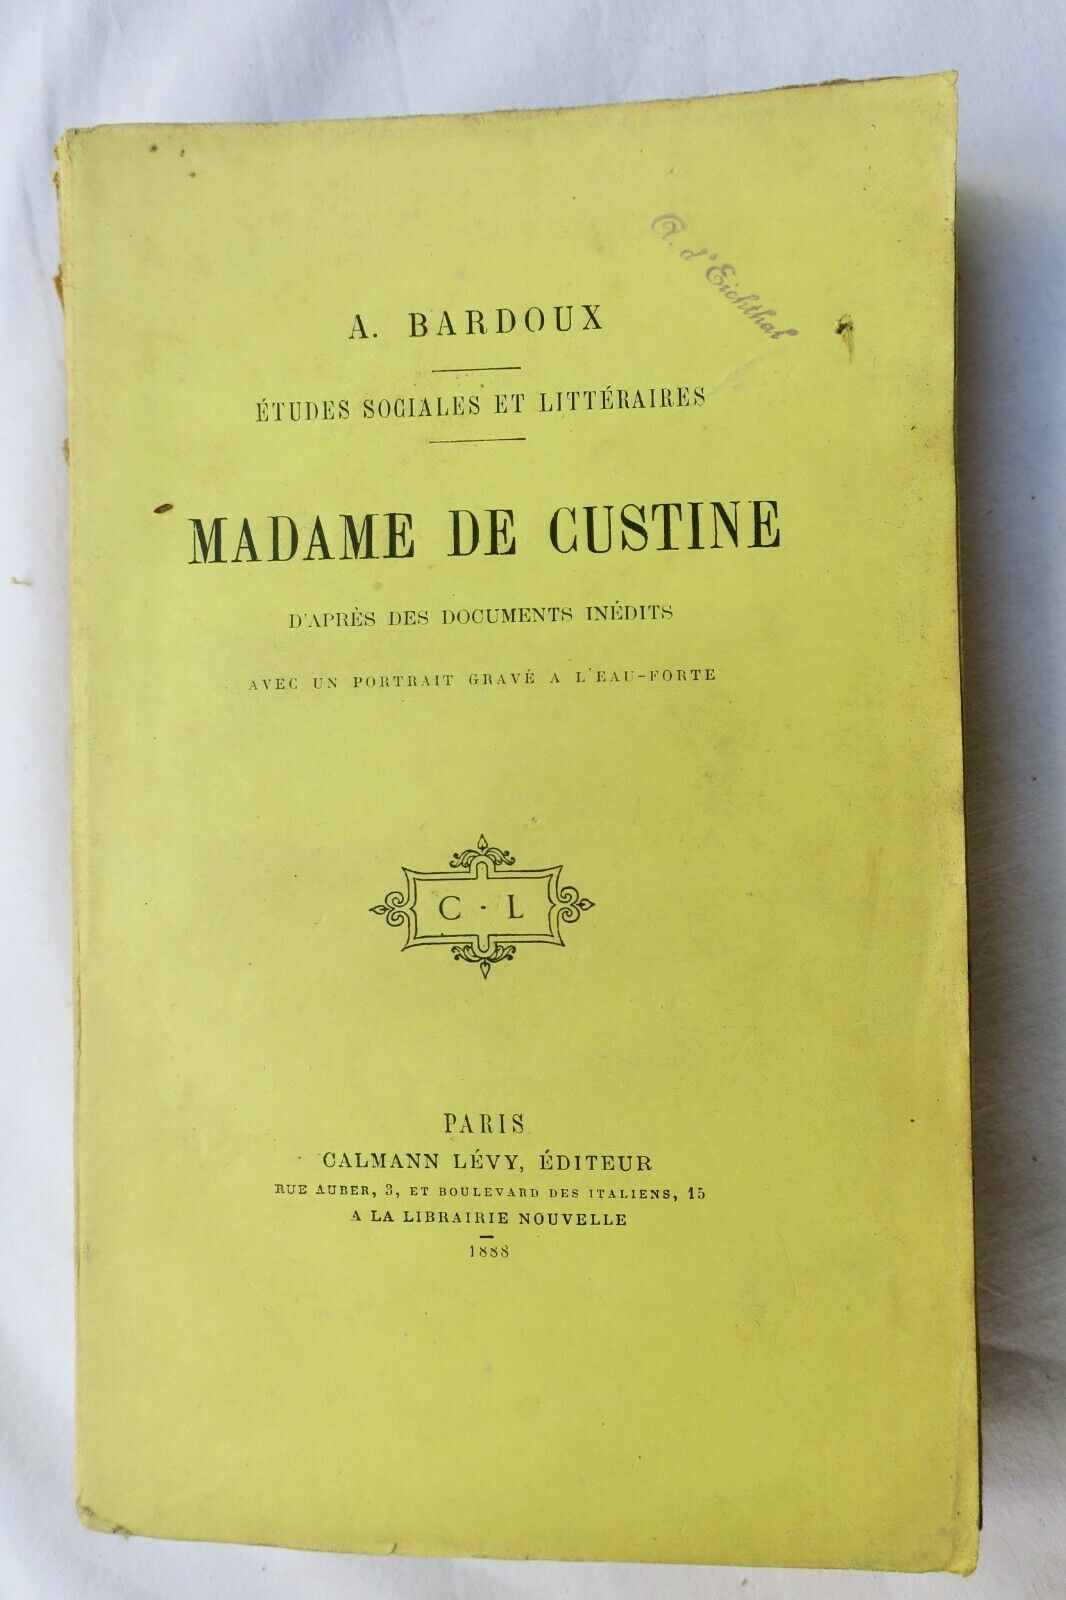 A. BARDOUX
ÉTUDES SOCIALES ET LITTÉRAIRES
MADAME DE CUSTINE
D'APRÈS DES DOCUMENTS INÉDITS
AVEC UN PORTRAIT GRAVÉ A L'EAU-FORTE
C · L
PARIS
CALMANN LÉVY, ÉDITEUR
RUE AUBER, 3, ET BOULEVARD DES ITALIENS, 15
A LA LIBRAIRIE NOUVELLE
1888
d'Eichthal